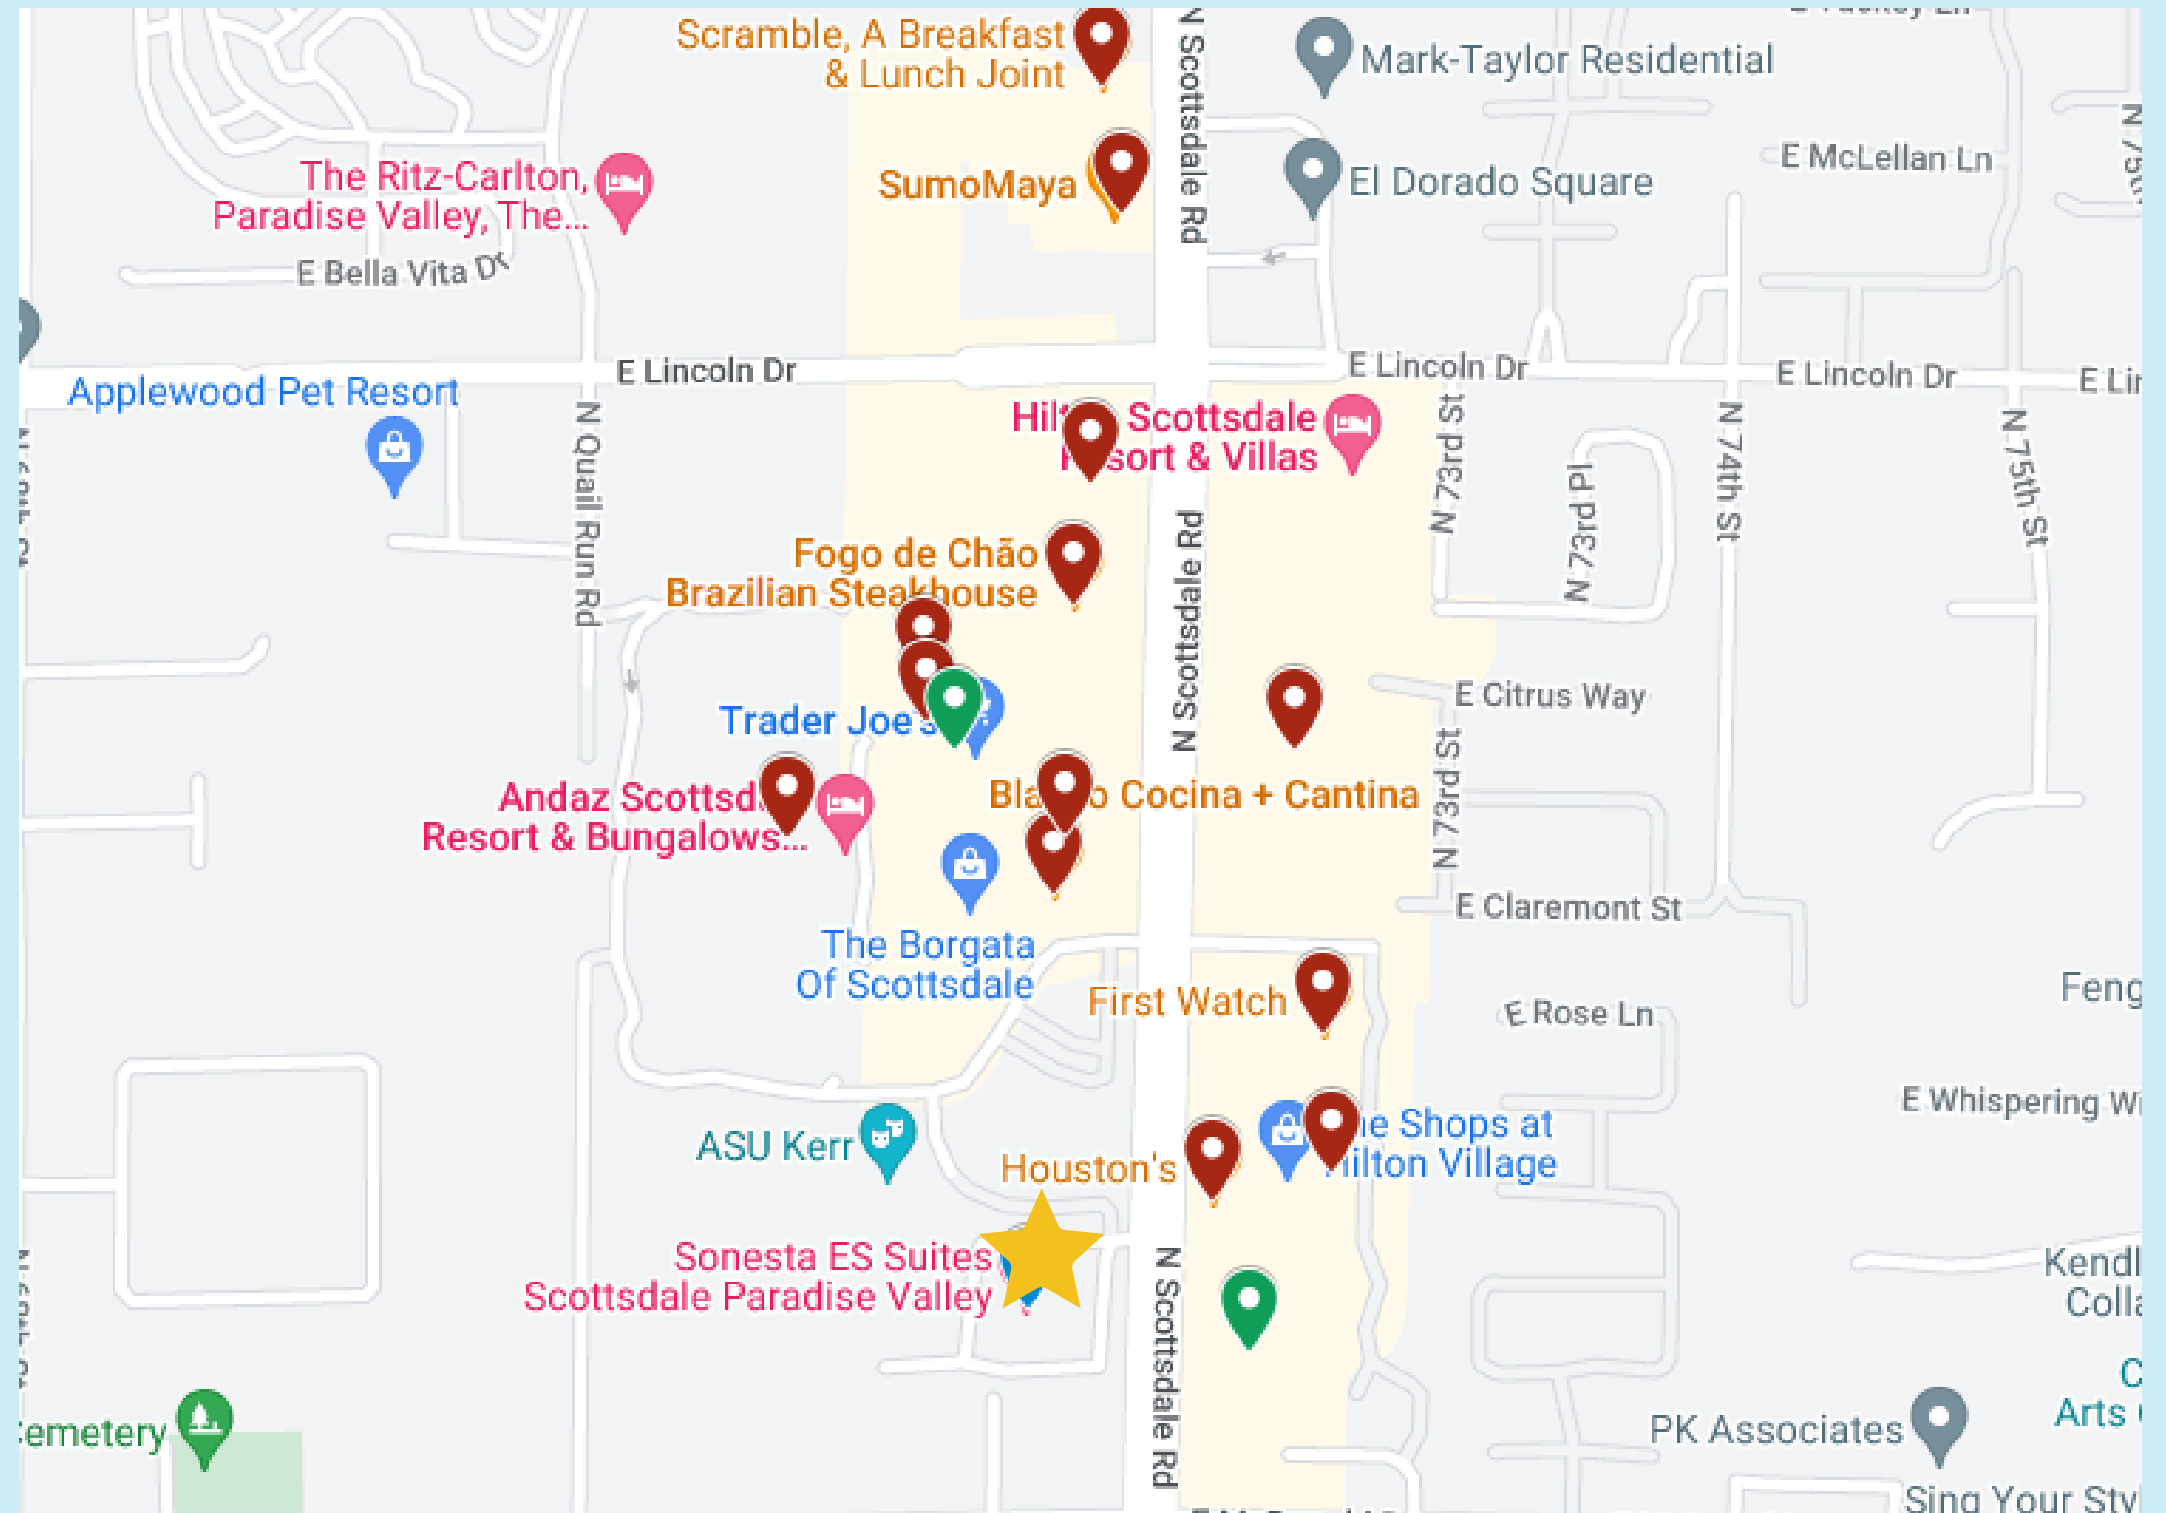 Scramble, A Breakfast
& Lunch Joint
N Scottsdale Rd
Mark-Taylor Residential
SumoMaya
El Dorado Square
E McLellan Ln
The Ritz-Carlton,
Paradise Valley, The...
E Bella Vita Dr
E Lincoln Dr
E Lincoln Dr
E Lincoln Dr
Applewood Pet Resort
N Quail Run Rd
Scottsdale
& Villas
N 73rd St
N 73rd Pl
N 74th St
N 75th St
Fogo de Chão
Brazilian Steakhouse
N Scottsdale Rd
E Citrus Way
Trader Joe's
N 73rd St
Andaz
Resort & Bungalows...
Cocina + Cantina
E Claremont St
The Borgata
Of Scottsdale
First Watch
E Rose Ln
E Whispering
ASU Kerr
Shops at
Hilton Village
Houston's
Sonesta ES Suites
Scottsdale Paradise Valley
N Scottsdale Rd
PK Associates
Arts
Sing Your